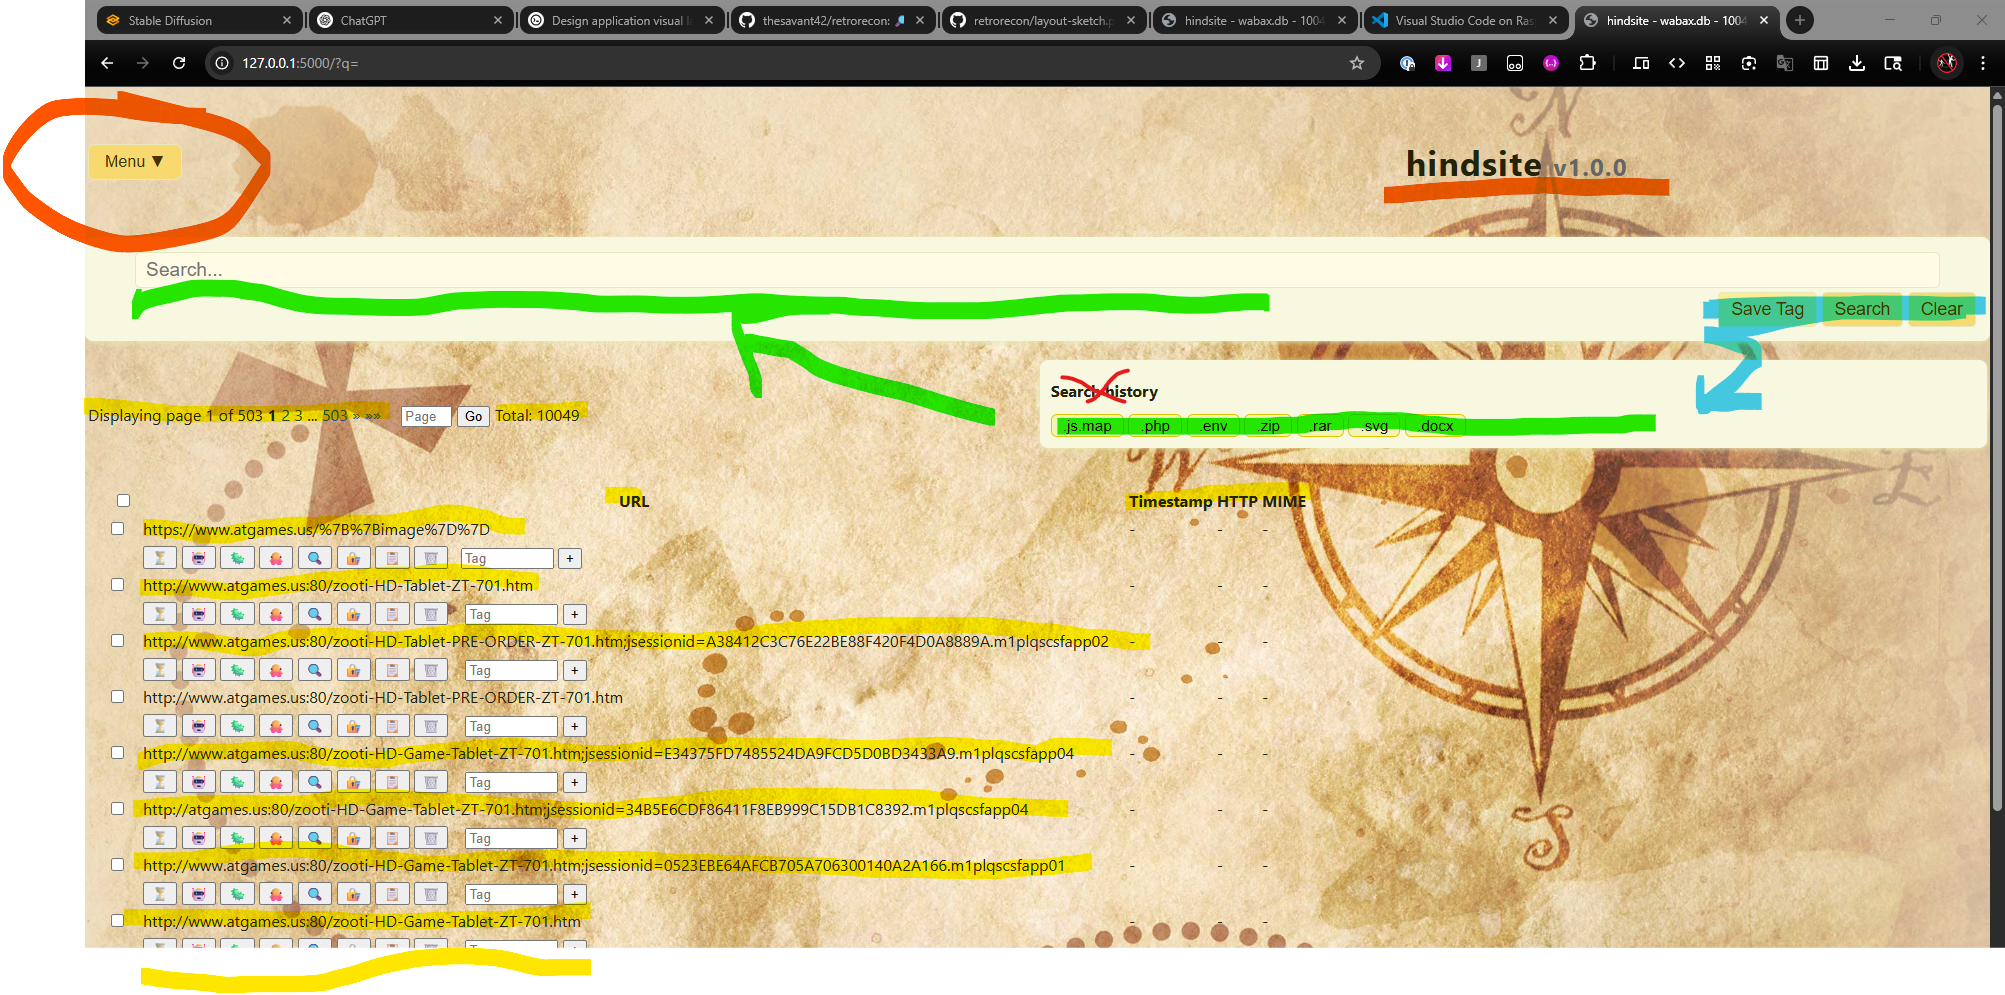 Stable Diffusion
ChatGPT
Design application visual la
thesavant42/retrorecon:
retrorecon/layout-sketch.p
hindsite - wabax.db - 1004
Visual Studio Code on Ras
hindsite - wabax.db - 1004
127.0.0.1:5000/?q=
Menu ▼
hindsite v1.0.0
Search...
Save Tag Search Clear
Search history
.js.map .php .env .zip .rar .svg .docx
Displaying page 1 of 503 1 2 3 ... 503 » »» Page Go Total: 10049
URL Timestamp HTTP MIME
https://www.atgames.us/%7B%7Bimage%7D%7D - - -
Tag +
http://www.atgames.us:80/zooti-HD-Tablet-ZT-701.htm - - -
Tag +
http://www.atgames.us:80/zooti-HD-Tablet-PRE-ORDER-ZT-701.htm;jsessionid=A38412C3C76E22BE88F420F4D0A8889A.m1plqscsfapp02 - - -
Tag +
http://www.atgames.us:80/zooti-HD-Tablet-PRE-ORDER-ZT-701.htm - - -
Tag +
http://www.atgames.us:80/zooti-HD-Game-Tablet-ZT-701.htm;jsessionid=E34375FD7485524DA9FCD5D0BD3433A9.m1plqscsfapp04 - - -
Tag +
http://atgames.us:80/zooti-HD-Game-Tablet-ZT-701.htm;jsessionid=34B5E6CDF86411F8EB999C15DB1C8392.m1plqscsfapp04 - - -
Tag +
http://www.atgames.us:80/zooti-HD-Game-Tablet-ZT-701.htm;jsessionid=0523EBE64AFCB705A706300140A2A166.m1plqscsfapp01 - - -
Tag +
http://www.atgames.us:80/zooti-HD-Game-Tablet-ZT-701.htm - - -